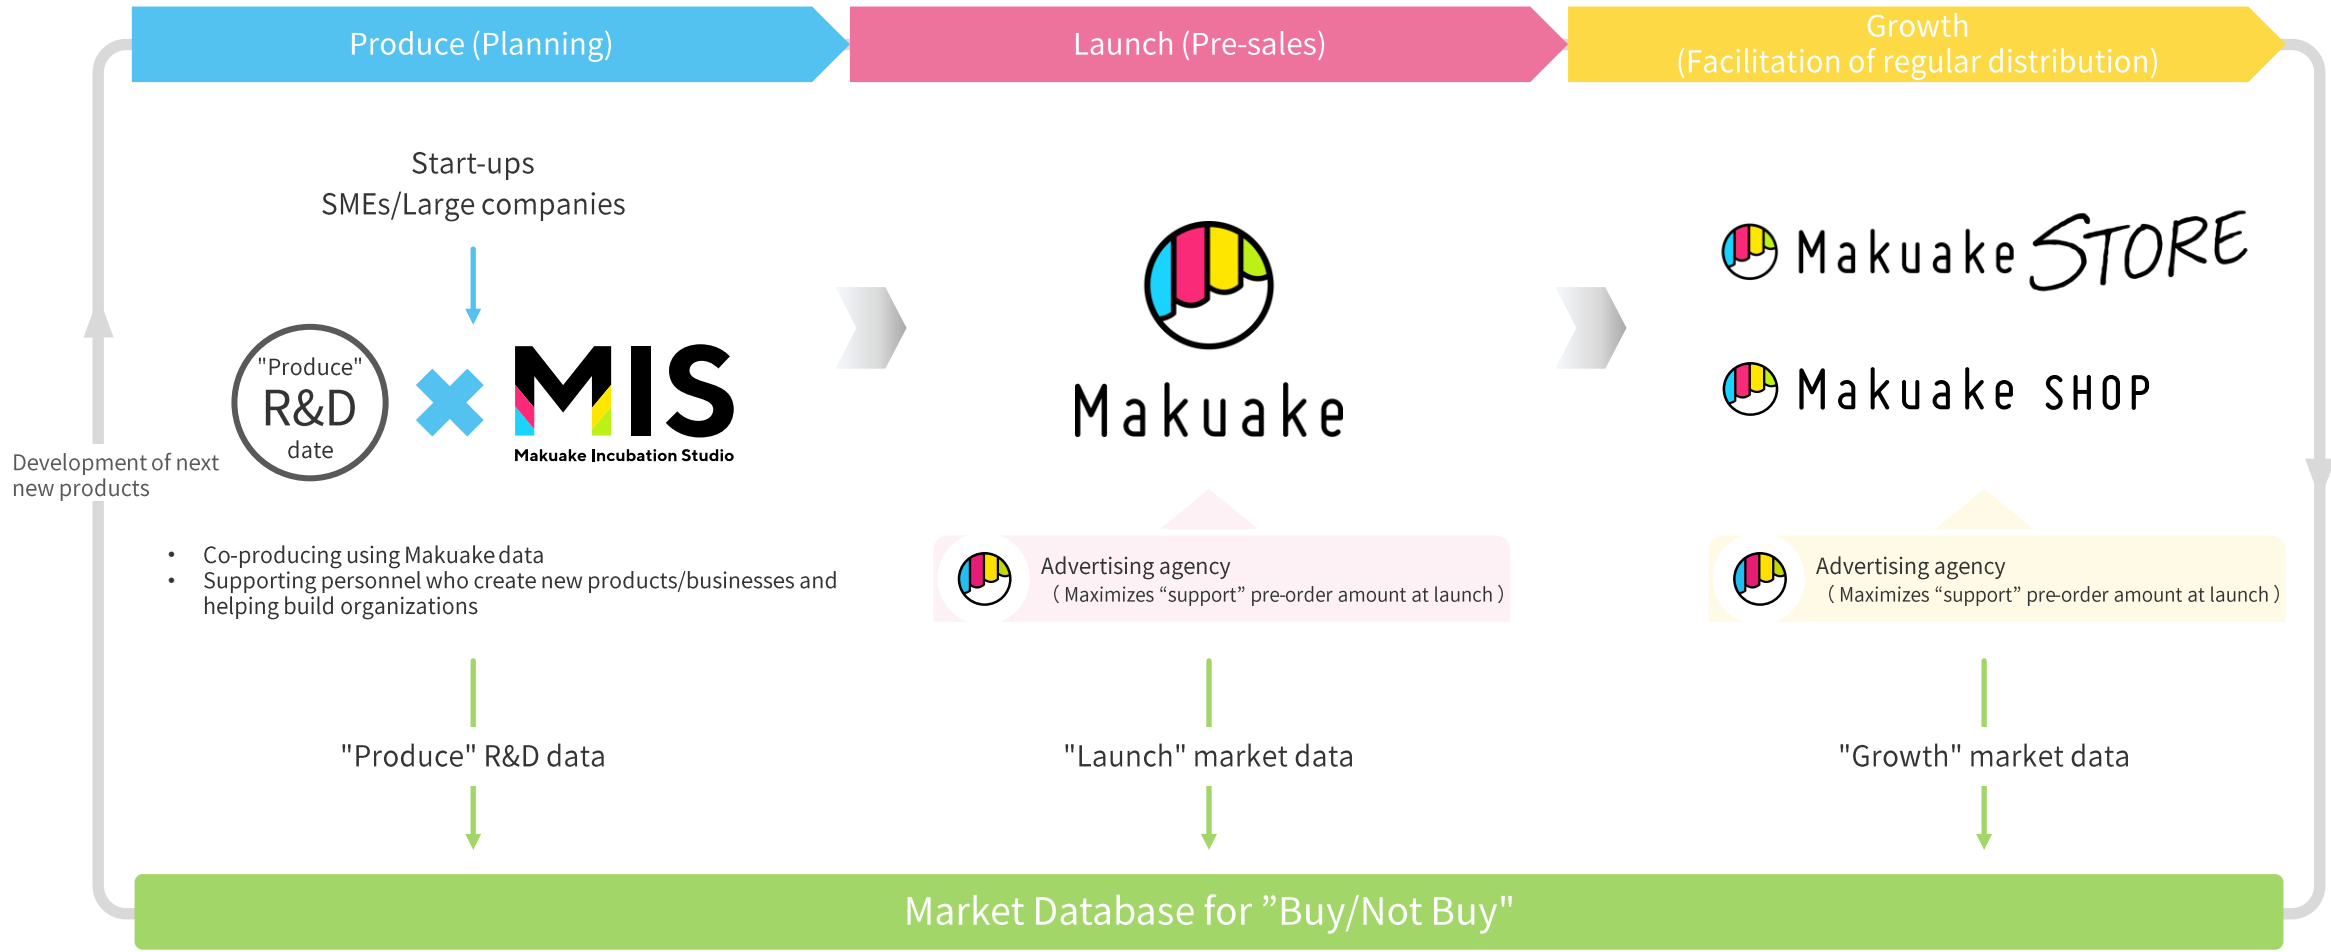 Produce (Planning)
Launch (Pre-sales)
Growth
(Facilitation of regular distribution)
Start-ups
SMEs/Large companies
"Produce"
R&D
date
MIS
Makuake Incubation Studio
Makuake
Makuake STORE
Makuake SHOP
Development of next
new products
• Co-producing using Makuake data
• Supporting personnel who create new products/businesses and
helping build organizations
Advertising agency
（Maximizes “support” pre-order amount at launch）
Advertising agency
（Maximizes “support” pre-order amount at launch）
"Produce" R&D data
"Launch" market data
"Growth" market data
Market Database for ”Buy/Not Buy"